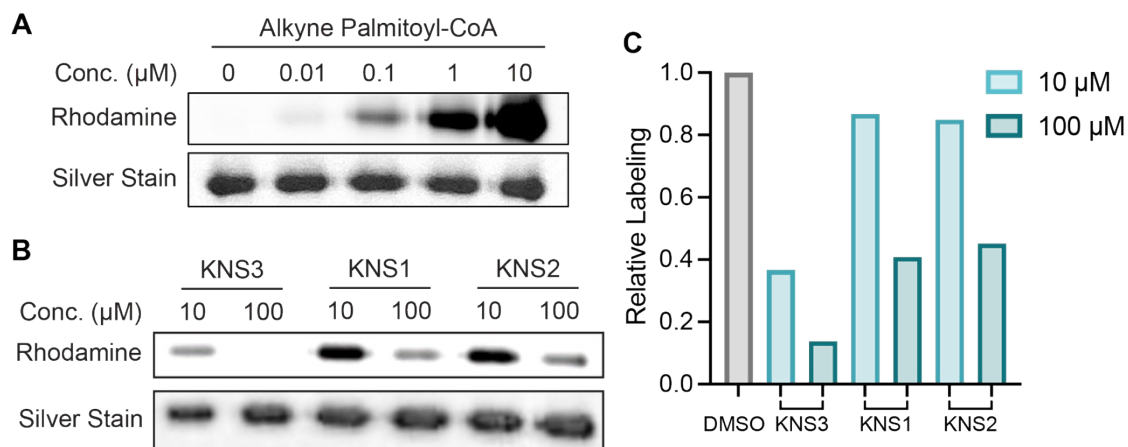 A
Alkyne Palmitoyl-CoA
Conc. (µM) 0 0.01 0.1 1 10
Rhodamine
Silver Stain
B
KNS3 KNS1 KNS2
Conc. (µM) 10 100 10 100 10 100
Rhodamine
Silver Stain
C
Relative Labeling
1.0
0.8
0.6
0.4
0.2
0.0
DMSO KNS3 KNS1 KNS2
10 µM
100 µM